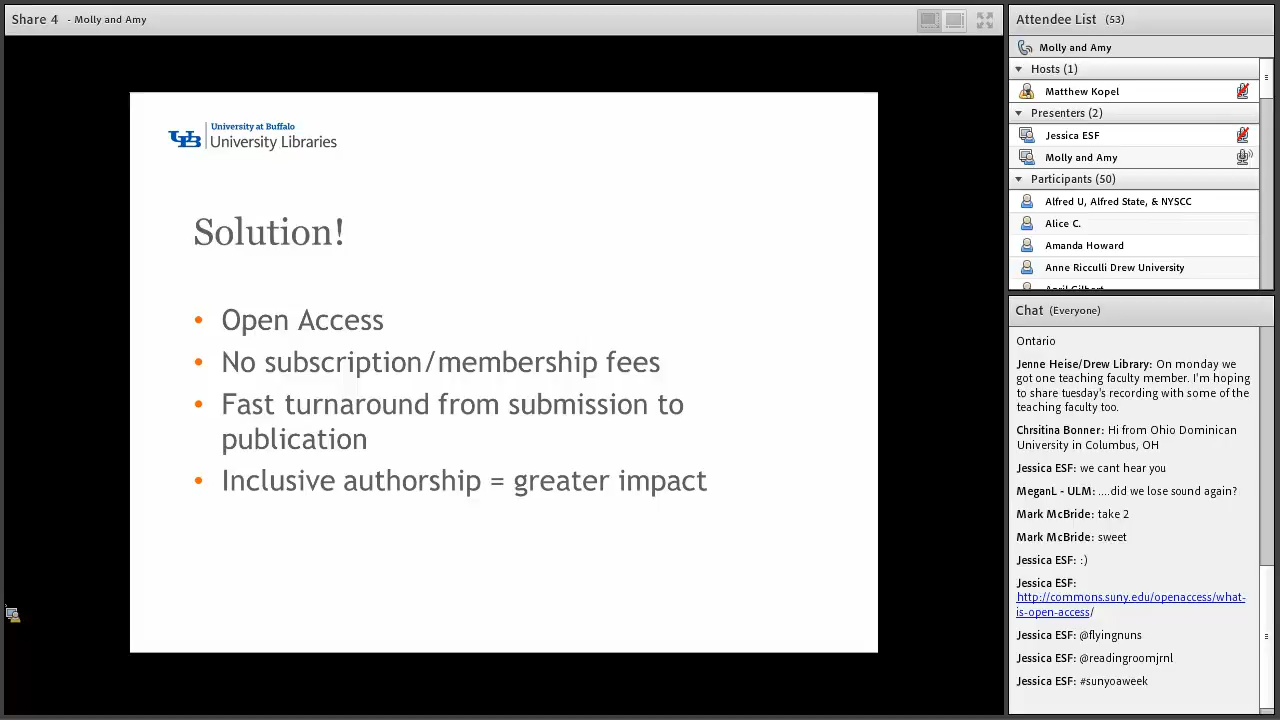 Share 4 - Molly and Amy
University at Buffalo
UB University Libraries
Solution!
• Open Access
• No subscription/membership fees
• Fast turnaround from submission to
publication
• Inclusive authorship = greater impact
Attendee List (53)
Molly and Amy
Hosts (1)
Matthew Kopel
Presenters (2)
Jessica ESF
Molly and Amy
Participants (50)
Alfred U, Alfred State, & NYSCC
Alice C.
Amanda Howard
Anne Ricculli Drew University
April Gilbert
Chat (Everyone)
Ontario
Jenne Heise/Drew Library: On monday we
got one teaching faculty member. I'm hoping
to share tuesday's recording with some of the
teaching faculty too.
Chrsitina Bonner: Hi from Ohio Dominican
University in Columbus, OH
Jessica ESF: we cant hear you
MeganL - ULM: ....did we lose sound again?
Mark McBride: take 2
Mark McBride: sweet
Jessica ESF: :)
Jessica ESF:
http://commons.suny.edu/openaccess/what-
is-open-access/
Jessica ESF: @flyingnuns
Jessica ESF: @readingroomjrnl
Jessica ESF: #sunyoaweek